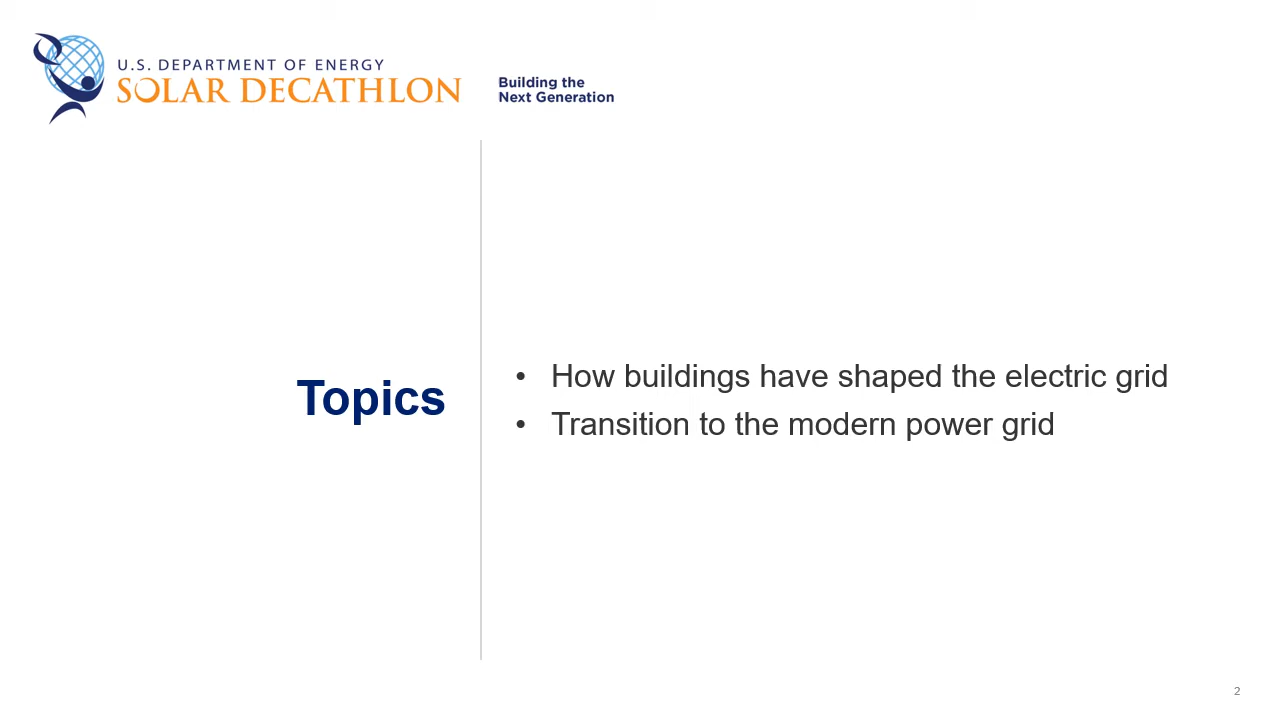 U.S. DEPARTMENT OF ENERGY
SOLAR DECATHLON
Building the
Next Generation
Topics
• How buildings have shaped the electric grid
• Transition to the modern power grid
2